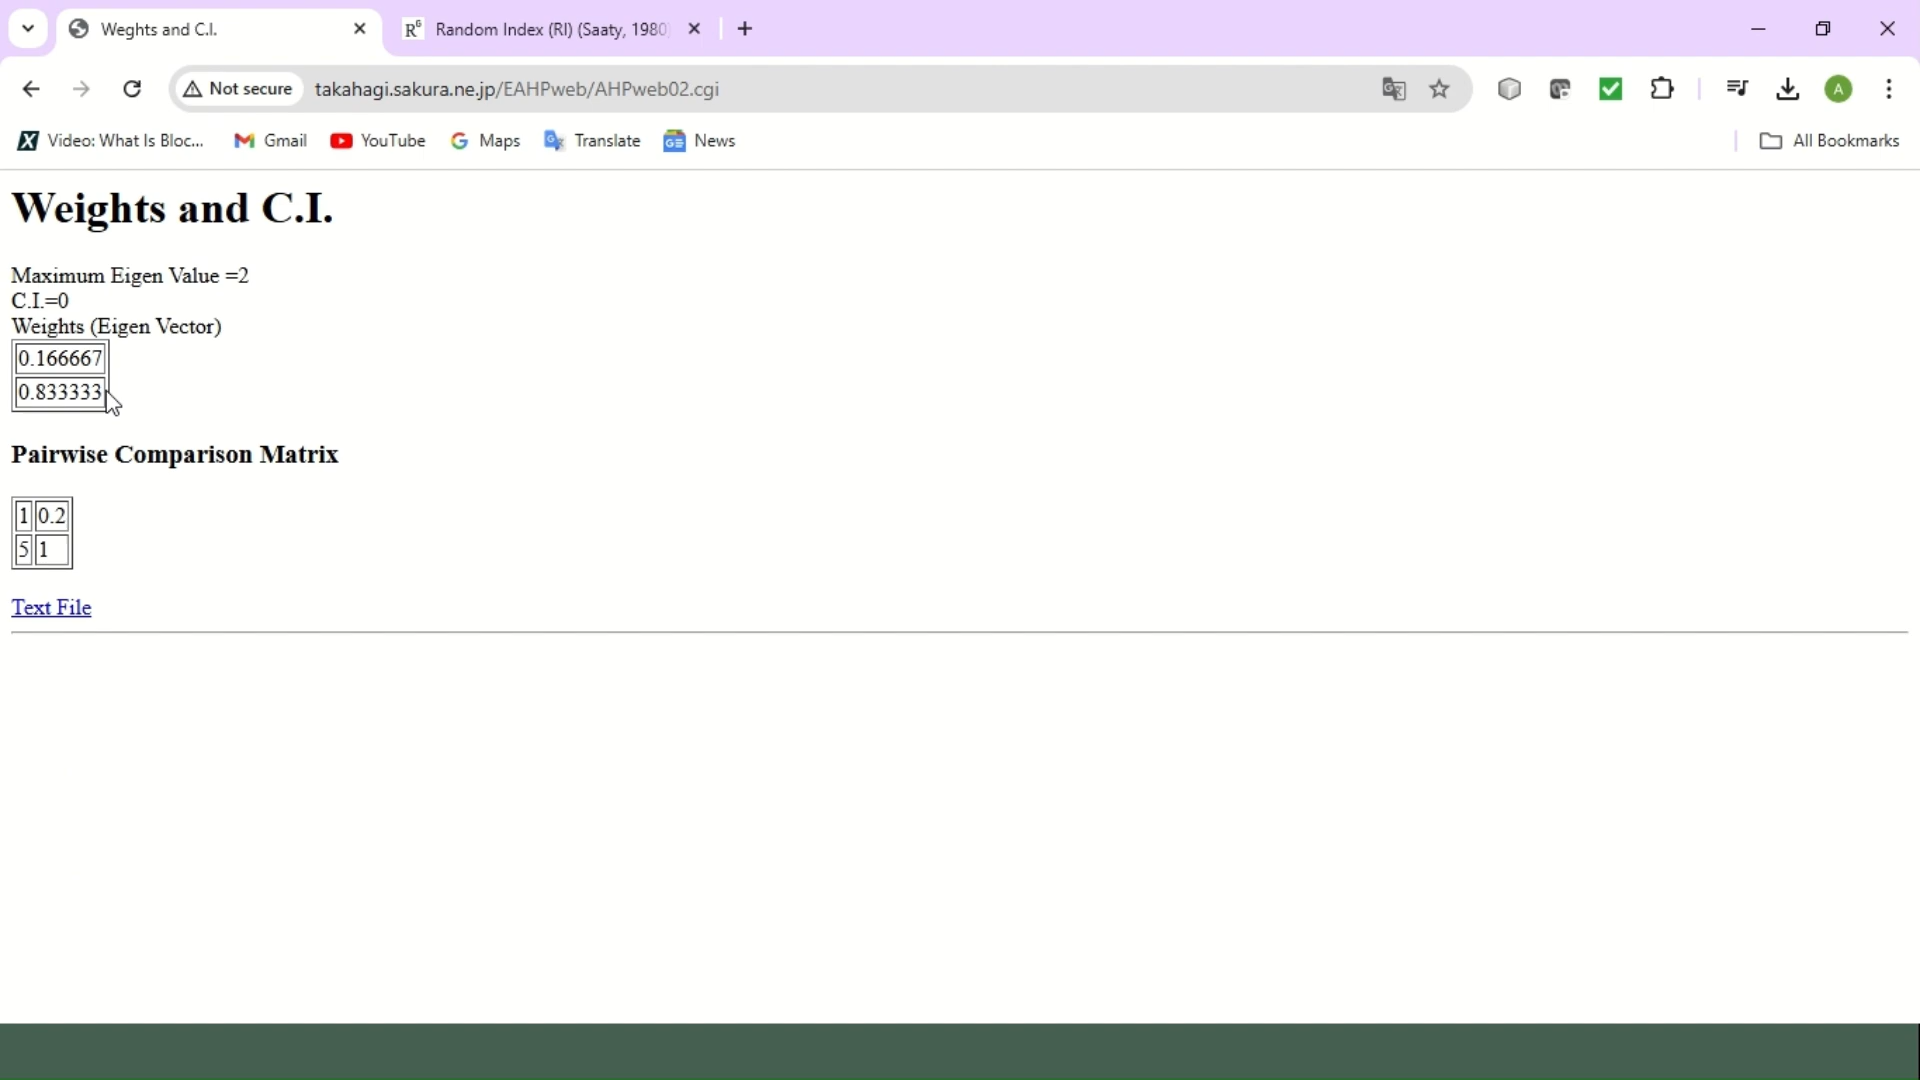 Weghts and C.I.
Random Index (RI) (Saaty, 1980)
Not secure
takahagi.sakura.ne.jp/EAHPweb/AHPweb02.cgi
A
Video: What Is Bloc...
Gmail
YouTube
Maps
Translate
News
All Bookmarks
Weights and C.I.
Maximum Eigen Value =2
C.I.=0
Weights (Eigen Vector)
0.166667
0.833333
Pairwise Comparison Matrix
1 0.2
5 1
Text File